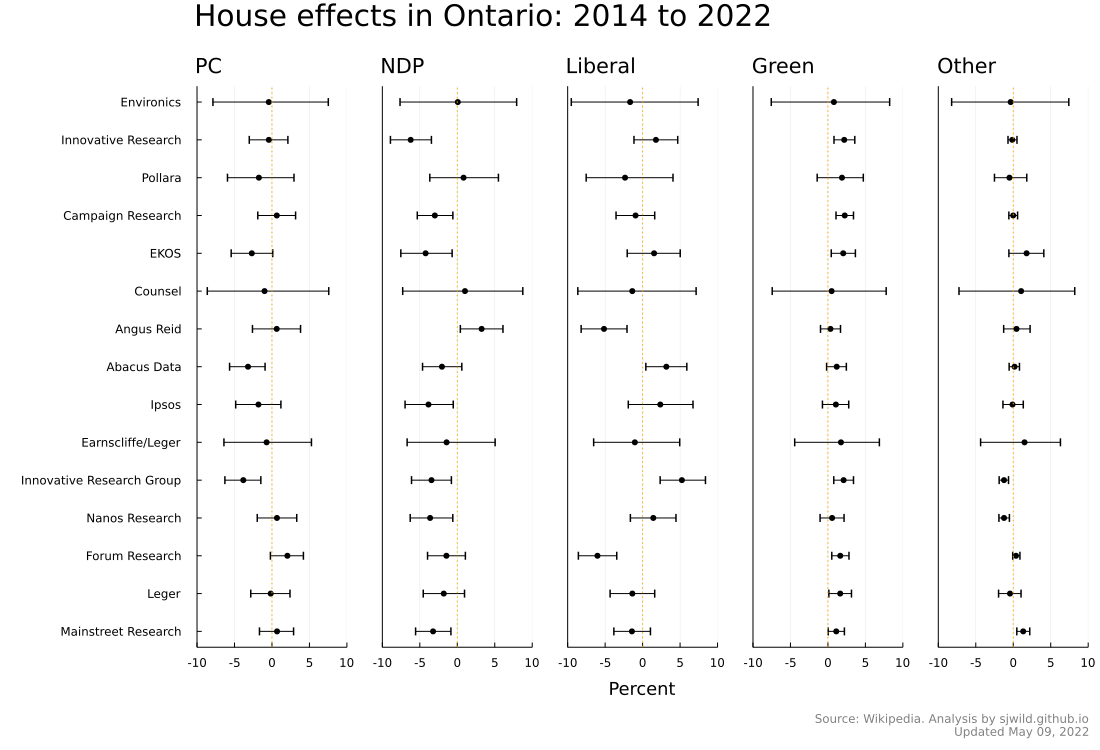 House effects in Ontario: 2014 to 2022
PC NDP Liberal Green Other
Environics
Innovative Research
Pollara
Campaign Research
EKOS
Counsel
Angus Reid
Abacus Data
Ipsos
Earnscliffe/Leger
Innovative Research Group
Nanos Research
Forum Research
Leger
Mainstreet Research
-10 -5 0 5 10 -10 -5 0 5 10 -10 -5 0 5 10 -10 -5 0 5 10 -10 -5 0 5 10
Percent
Source: Wikipedia. Analysis by sjwild.github.io
Updated May 09, 2022